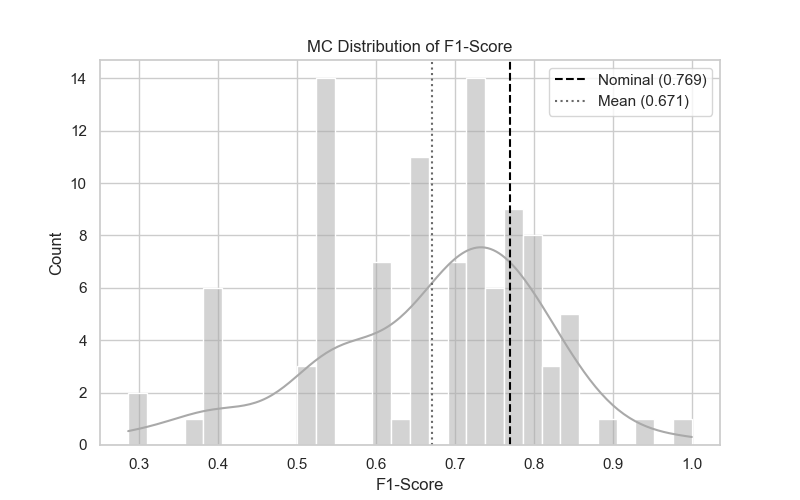 MC Distribution of F1-Score
Nominal (0.769)
Mean (0.671)
Count
14
12
10
8
6
4
2
0
0.3 0.4 0.5 0.6 0.7 0.8 0.9 1.0
F1-Score